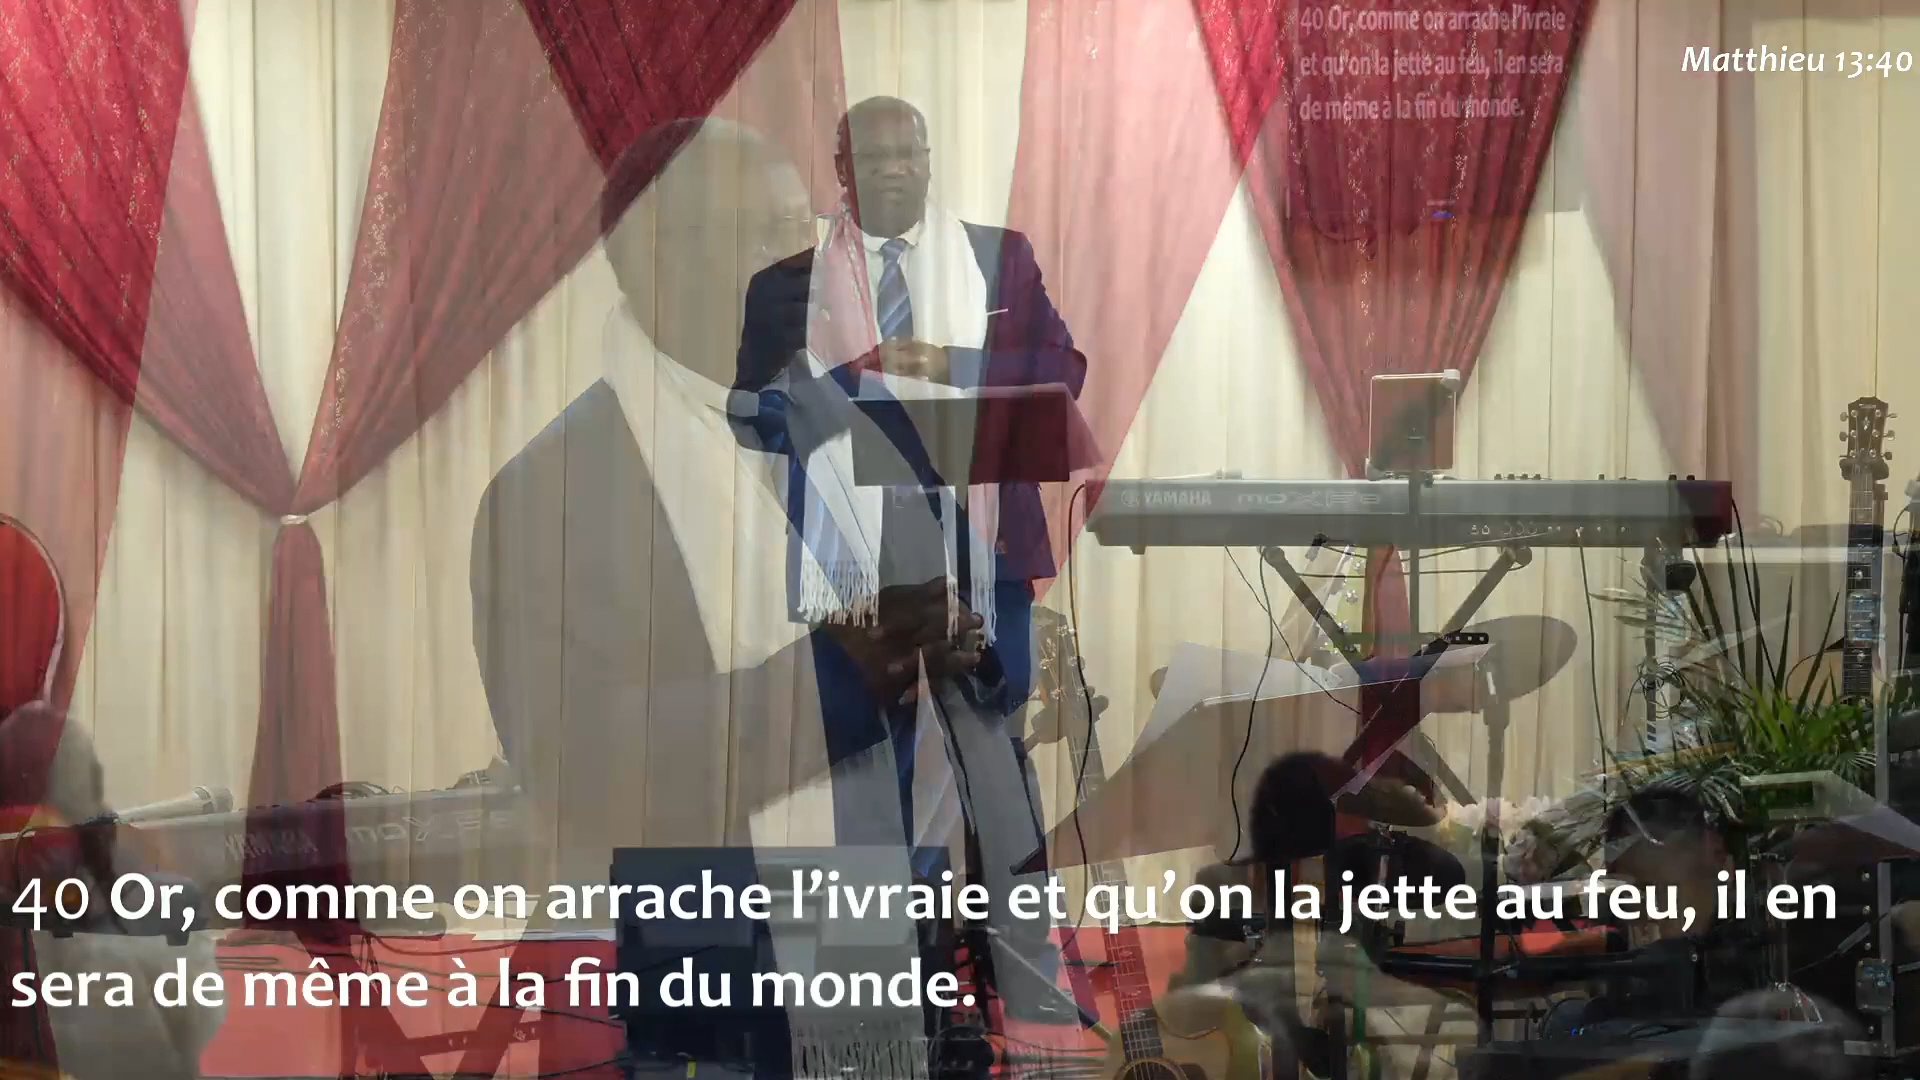 40 Or, comme on arrache l'ivraie
et qu'on la jette au feu, il en sera
de même à la fin du monde.
Matthieu 13:40
YAMAHA MOXF8
40 Or, comme on arrache l’ivraie et qu’on la jette au feu, il en
sera de même à la fin du monde.